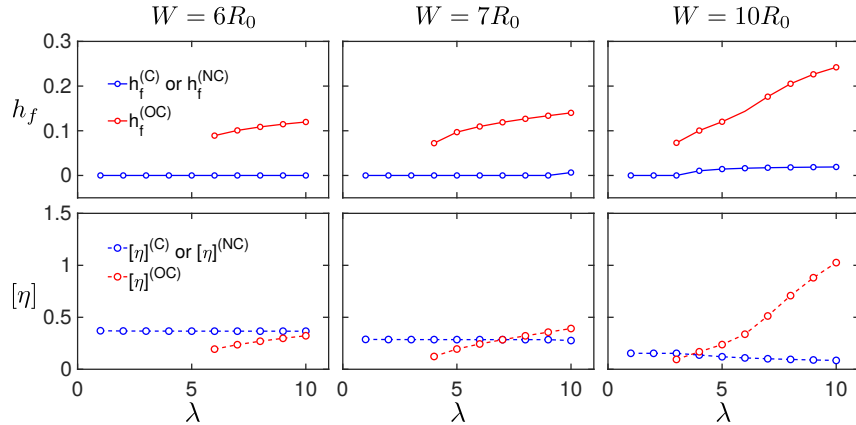 W = 6R₀ W = 7R₀ W = 10R₀
0.3
0.2
0.1
0
h_f
h_f^(C) or h_f^(NC)
h_f^(OC)
1.5
1
0.5
0
[η]
[η]^(C) or [η]^(NC)
[η]^(OC)
0 5 10 0 5 10 0 5 10
λ λ λ